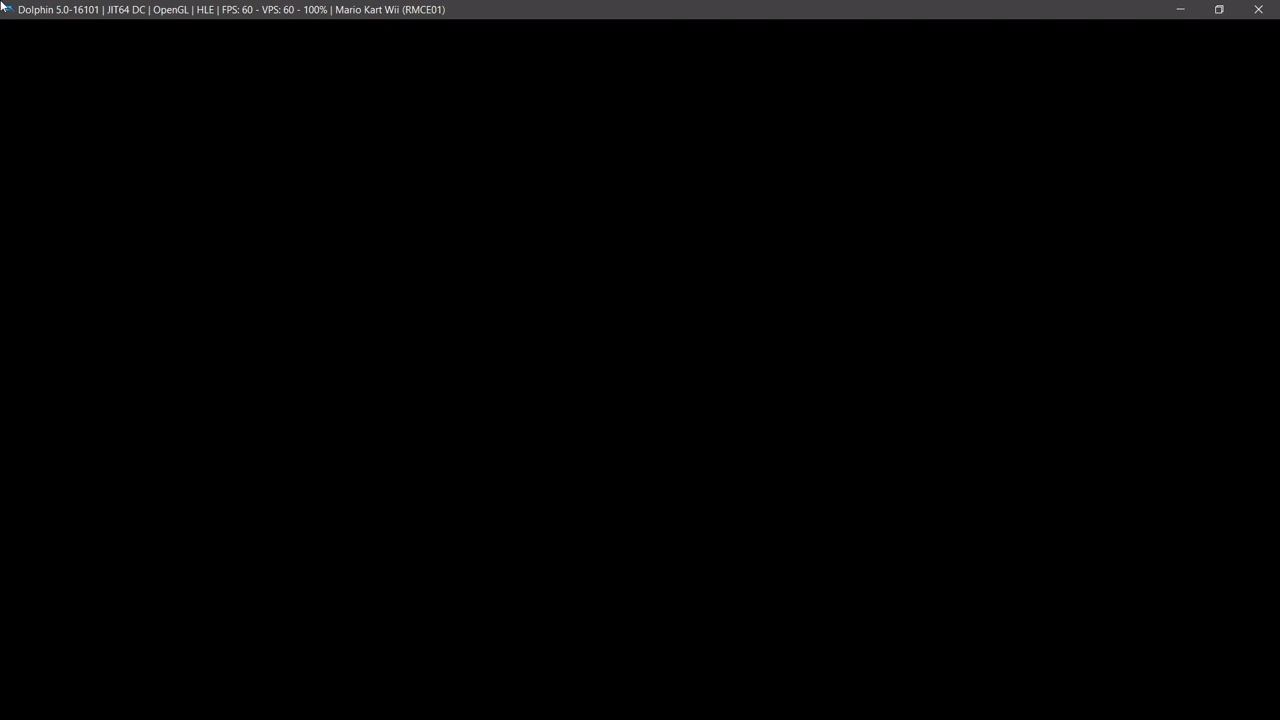 Dolphin 5.0-16101 | JIT64 DC | OpenGL | HLE | FPS: 60 - VPS: 60 - 100% | Mario Kart Wii (RMCE01)